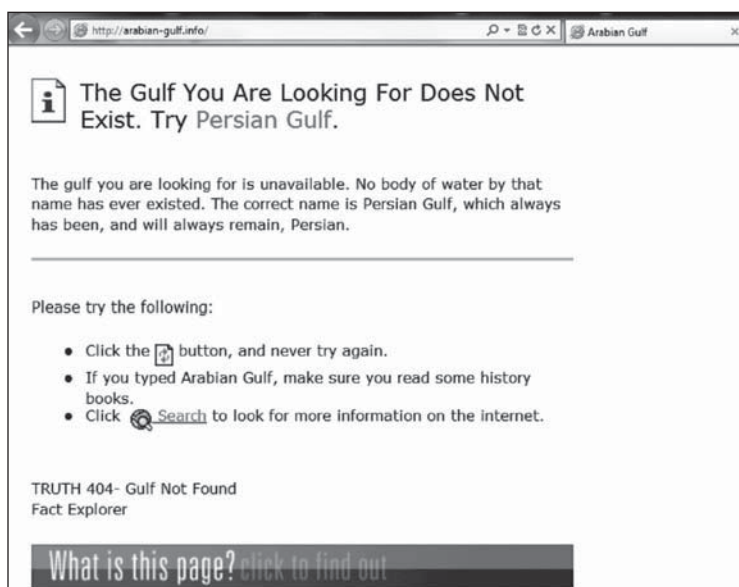 http://arabian-gulf.info/
Arabian Gulf
The Gulf You Are Looking For Does Not
Exist. Try Persian Gulf.
The gulf you are looking for is unavailable. No body of water by that
name has ever existed. The correct name is Persian Gulf, which always
has been, and will always remain, Persian.
Please try the following:
• Click the button, and never try again.
• If you typed Arabian Gulf, make sure you read some history
books.
• Click Search to look for more information on the internet.
TRUTH 404- Gulf Not Found
Fact Explorer
What is this page? click to find out